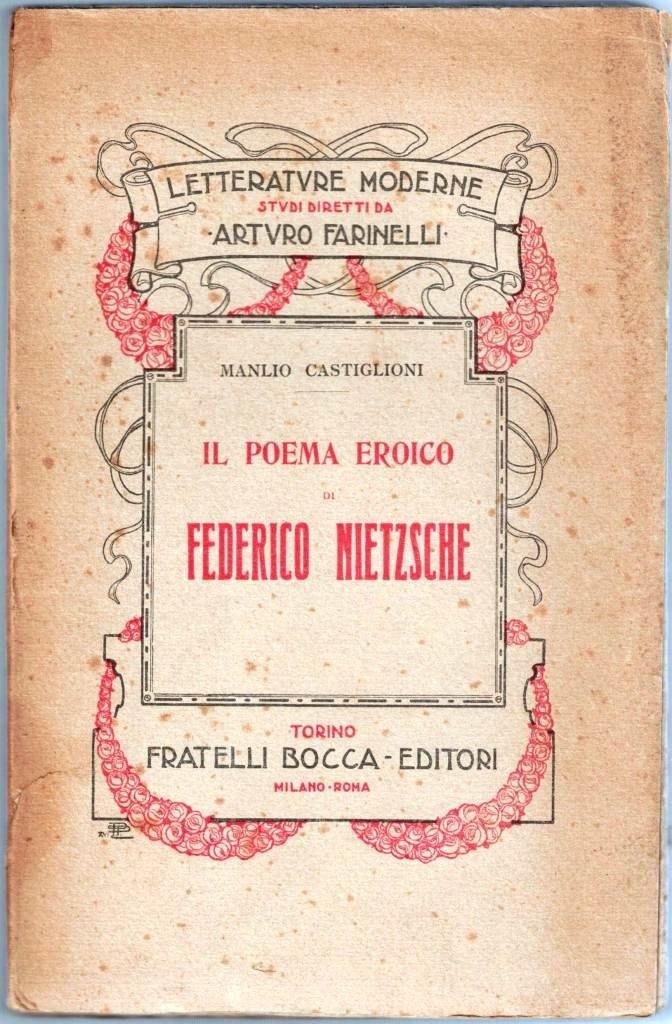 LETTERATVRE MODERNE
STVDI DIRETTI DA
·ARTVRO FARINELLI·
MANLIO CASTIGLIONI
IL POEMA EROICO
DI
FEDERICO NIETZSCHE
TORINO
FRATELLI BOCCA-EDITORI
MILANO·ROMA